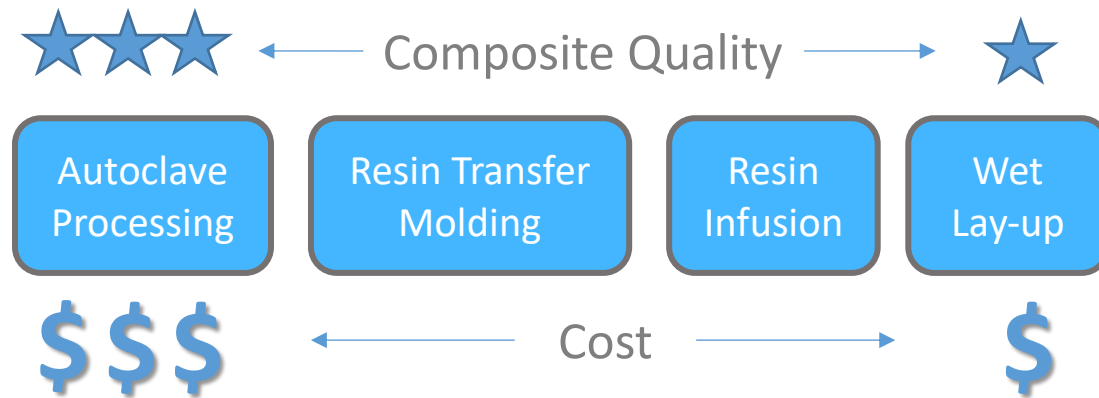 Composite Quality
Autoclave
Processing
Resin Transfer
Molding
Resin
Infusion
Wet
Lay-up
$$$
Cost
$